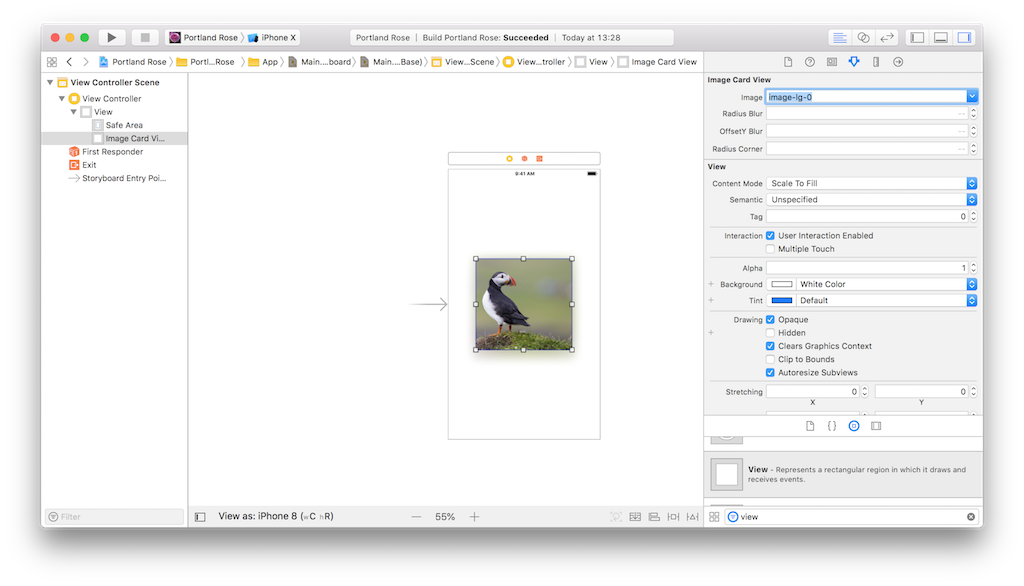 Portland Rose iPhone X
Portland Rose | Build Portland Rose: Succeeded | Today at 13:28
Portland Rose Portl...Rose App Main....board) Main....Base) View...Scene View...troller View Image Card View
View Controller Scene
View Controller
View
Safe Area
Image Card Vi...
First Responder
Exit
Storyboard Entry Poi...
Filter
9:41 AM
View as: iPhone 8 (wC hR)
55%
Image Card View
Image image-lg-0
Radius Blur --
OffsetY Blur --
Radius Corner --
View
Content Mode Scale To Fill
Semantic Unspecified
Tag 0
Interaction User Interaction Enabled
Multiple Touch
Alpha 1
Background White Color
Tint Default
Drawing Opaque
Hidden
Clears Graphics Context
Clip to Bounds
Autoresize Subviews
Stretching 0 0
X Y
View - Represents a rectangular region in which it draws and
receives events.
view